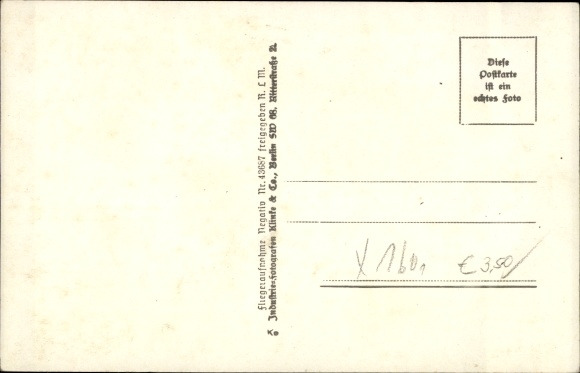 Diese
Postkarte
ist ein
echtes Foto
Fliegeraufnahme Negativ Nr. 43687 freigegeben R. L. M.
Industrie-Fotografen Klinke & Co., Berlin SW 68, Ritterstraße 21.
€ 3,50